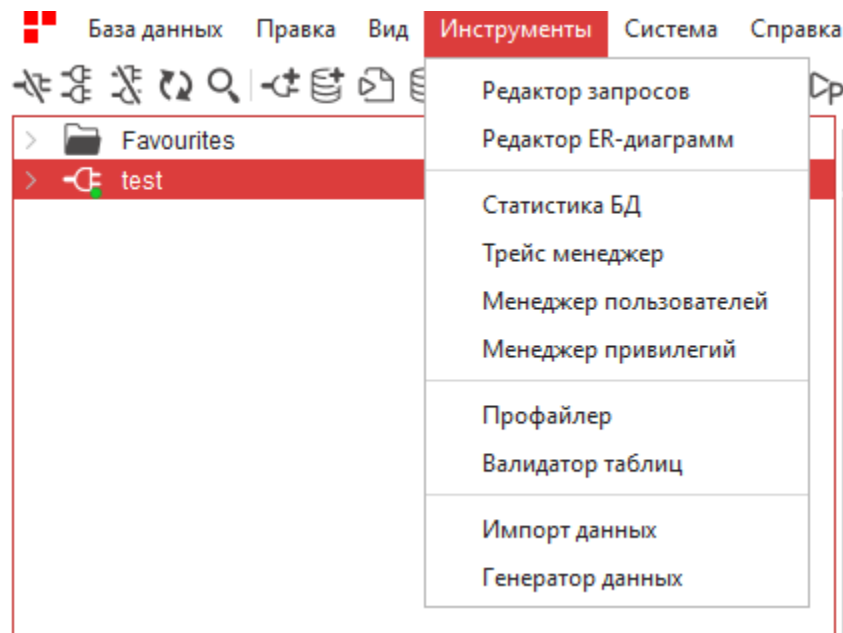 База данных Правка Вид Инструменты Система Справка
Редактор запросов
Favourites
Редактор ER-диаграмм
test
Статистика БД
Трейс менеджер
Менеджер пользователей
Менеджер привилегий
Профайлер
Валидатор таблиц
Импорт данных
Генератор данных